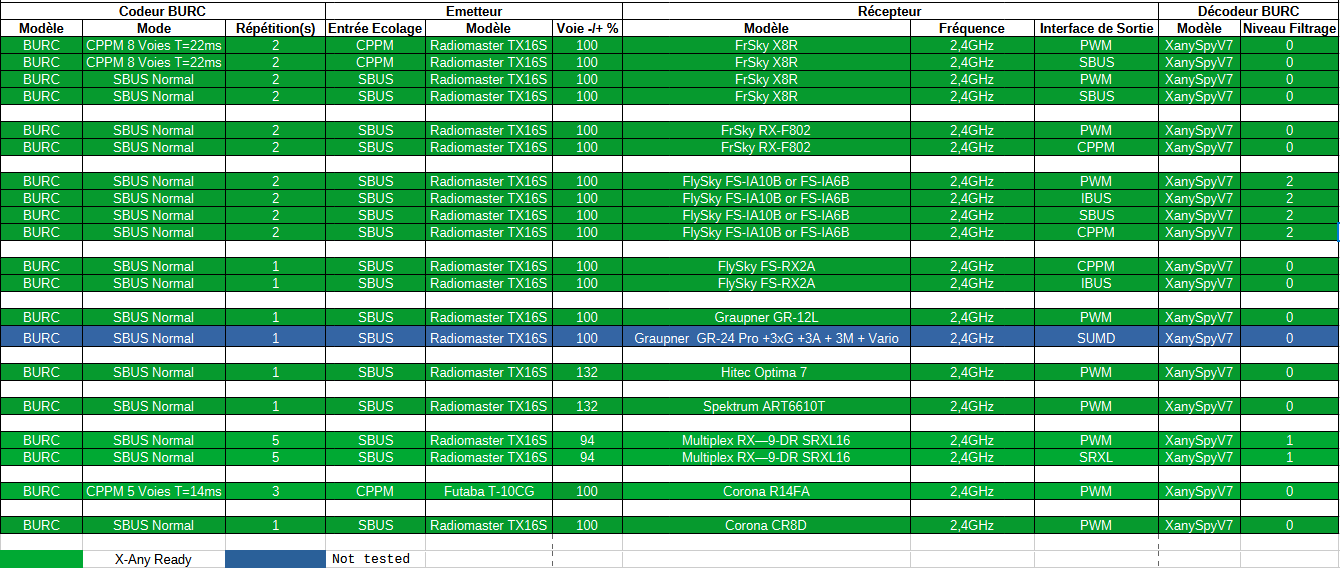 Codeur BURC Emetteur Récepteur Décodeur BURC
Modèle Mode Répétition(s) Entrée Ecolage Modèle Voie -/+ % Modèle Fréquence Interface de Sortie Modèle Niveau Filtrage
BURC CPPM 8 Voies T=22ms 2 CPPM Radiomaster TX16S 100 FrSky X8R 2,4GHz PWM XanySpyV7 0
BURC CPPM 8 Voies T=22ms 2 CPPM Radiomaster TX16S 100 FrSky X8R 2,4GHz SBUS XanySpyV7 0
BURC SBUS Normal 2 SBUS Radiomaster TX16S 100 FrSky X8R 2,4GHz PWM XanySpyV7 0
BURC SBUS Normal 2 SBUS Radiomaster TX16S 100 FrSky X8R 2,4GHz SBUS XanySpyV7 0
BURC SBUS Normal 2 SBUS Radiomaster TX16S 100 FrSky RX-F802 2,4GHz PWM XanySpyV7 0
BURC SBUS Normal 2 SBUS Radiomaster TX16S 100 FrSky RX-F802 2,4GHz CPPM XanySpyV7 0
BURC SBUS Normal 2 SBUS Radiomaster TX16S 100 FlySky FS-IA10B or FS-IA6B 2,4GHz PWM XanySpyV7 2
BURC SBUS Normal 2 SBUS Radiomaster TX16S 100 FlySky FS-IA10B or FS-IA6B 2,4GHz IBUS XanySpyV7 2
BURC SBUS Normal 2 SBUS Radiomaster TX16S 100 FlySky FS-IA10B or FS-IA6B 2,4GHz SBUS XanySpyV7 2
BURC SBUS Normal 2 SBUS Radiomaster TX16S 100 FlySky FS-IA10B or FS-IA6B 2,4GHz CPPM XanySpyV7 2
BURC SBUS Normal 1 SBUS Radiomaster TX16S 100 FlySky FS-RX2A 2,4GHz CPPM XanySpyV7 0
BURC SBUS Normal 1 SBUS Radiomaster TX16S 100 FlySky FS-RX2A 2,4GHz IBUS XanySpyV7 0
BURC SBUS Normal 1 SBUS Radiomaster TX16S 100 Graupner GR-12L 2,4GHz PWM XanySpyV7 0
BURC SBUS Normal 1 SBUS Radiomaster TX16S 100 Graupner  GR-24 Pro +3xG +3A + 3M + Vario 2,4GHz SUMD XanySpyV7 0
BURC SBUS Normal 1 SBUS Radiomaster TX16S 132 Hitec Optima 7 2,4GHz PWM XanySpyV7 0
BURC SBUS Normal 1 SBUS Radiomaster TX16S 132 Spektrum ART6610T 2,4GHz PWM XanySpyV7 0
BURC SBUS Normal 5 SBUS Radiomaster TX16S 94 Multiplex RX—9-DR SRXL16 2,4GHz PWM XanySpyV7 1
BURC SBUS Normal 5 SBUS Radiomaster TX16S 94 Multiplex RX—9-DR SRXL16 2,4GHz SRXL XanySpyV7 1
BURC CPPM 5 Voies T=14ms 3 CPPM Futaba T-10CG 100 Corona R14FA 2,4GHz PWM XanySpyV7 0
BURC SBUS Normal 1 SBUS Radiomaster TX16S 100 Corona CR8D 2,4GHz PWM XanySpyV7 0
X-Any Ready Not tested